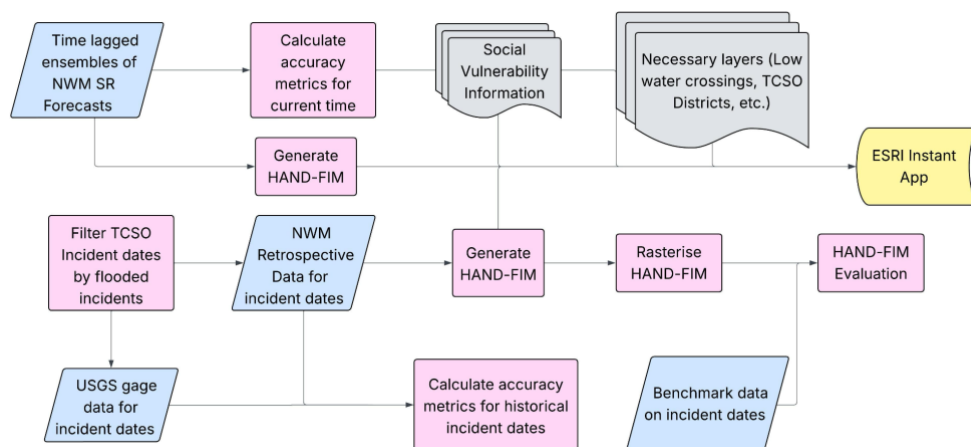 Time lagged
ensembles of
NWM SR
Forecasts
Calculate
accuracy
metrics for
current time
Social
Vulnerability
Information
Necessary layers (Low
water crossings, TCSO
Districts, etc.)
Generate
HAND-FIM
ESRI Instant
App
Filter TCSO
Incident dates
by flooded
incidents
NWM
Retrospective
Data for
incident dates
Generate
HAND-FIM
Rasterise
HAND-FIM
HAND-FIM
Evaluation
USGS gage
data for
incident dates
Calculate accuracy
metrics for historical
incident dates
Benchmark data
on incident dates